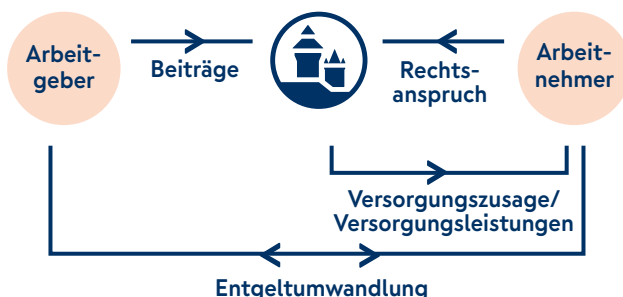 Arbeit-
geber
Beiträge
Rechts-
anspruch
Arbeit-
nehmer
Versorgungszusage/
Versorgungsleistungen
Entgeltumwandlung